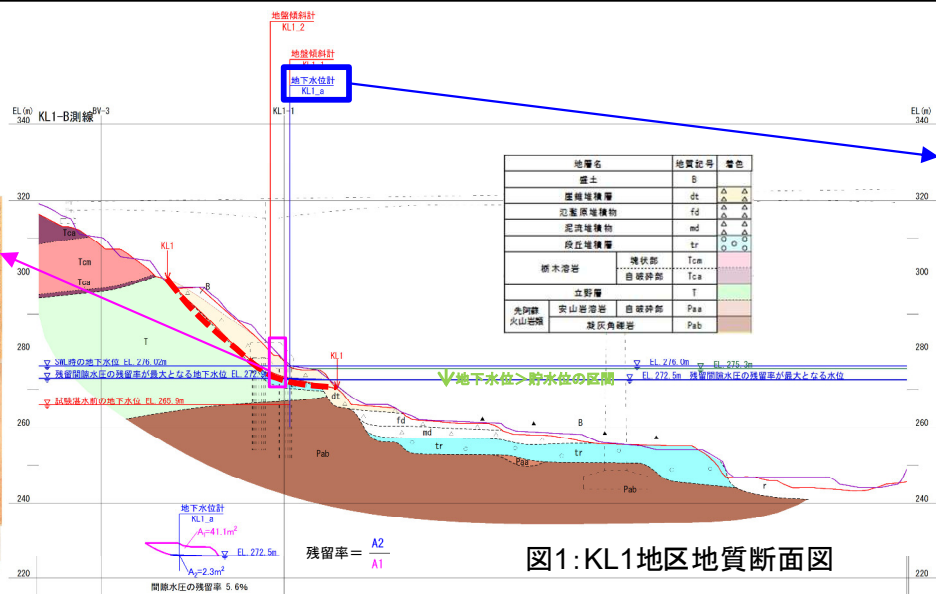 地盤傾斜計
KL1_2
地盤傾斜計
KL1_1
地下水位計
KL1_a
EL(m)
340
KL1-B測線
BV-3
KL1-1
EL(m)
340
地層名 地質記号 着色
盛土 B
崖錐堆積層 dt
氾濫原堆積物 fd
泥流堆積物 md
段丘堆積層 tr
栃木溶岩 塊状部 Tcm
自破砕部 Tca
立野層 T
先阿蘇火山岩類 安山岩溶岩 自破砕部 Paa
凝灰角礫岩 Pab
320
320
Tca
Tcm
Tca
KL1
300
300
B
T
280
280
KL1
SWL時の地下水位 EL.276.02m
EL.276.0m
EL.275.3m
残留間隙水圧の残留率が最大となる地下水位 EL.272.5m
地下水位>貯水位の区間
EL.272.5m 残留間隙水圧の残留率が最大となる水位
試験湛水前の地下水位 EL.265.9m
dt
260
260
fd
md
B
tr
tr
Pab
Paa
Pab
r
240
240
地下水位計
KL1_a
A₁=41.1m²
EL.272.5m
A₂=2.3m²
間隙水圧の残留率 5.6%
残留率= A2
A1
図1:KL1地区地質断面図
220
220